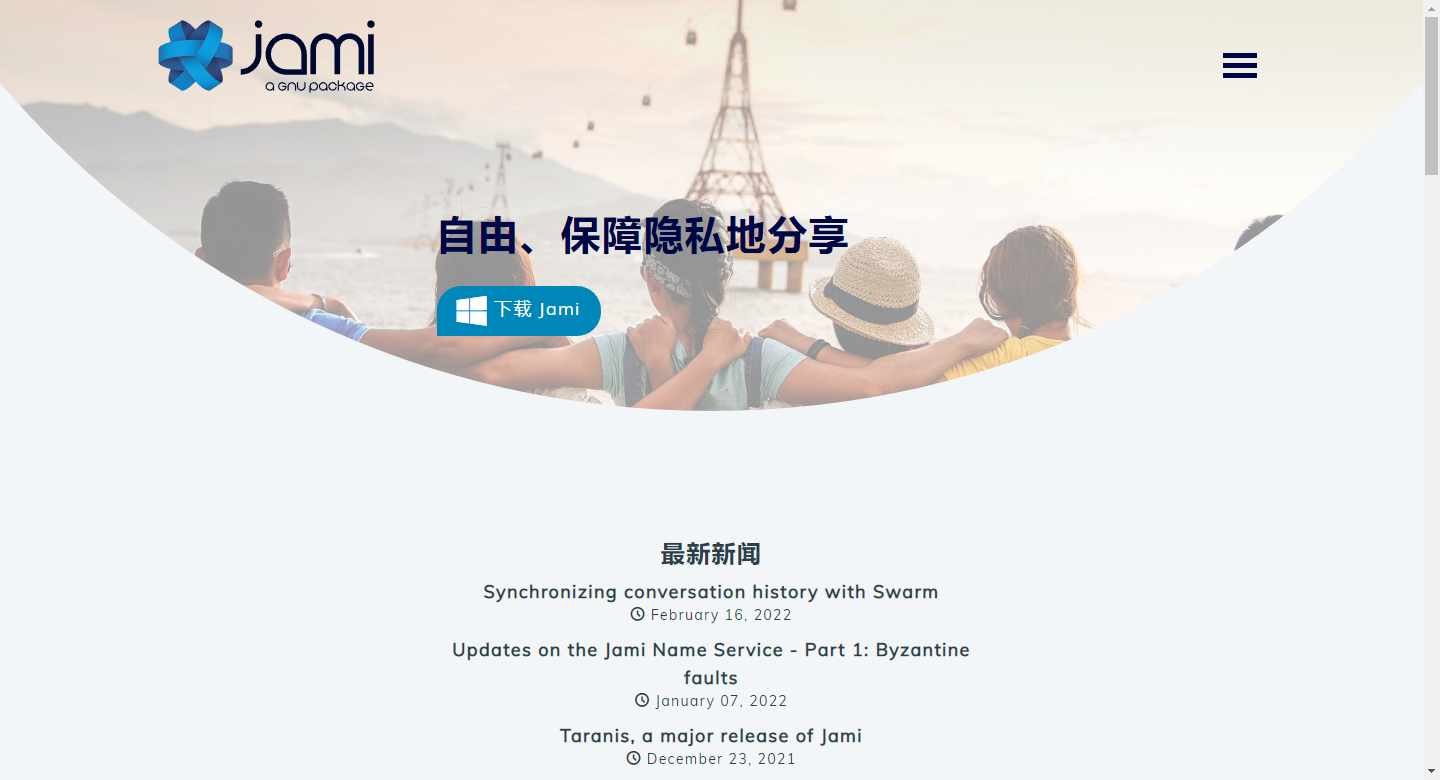 jami
a GNU package
自由、保障隐私地分享
下载 Jami
最新新闻
Synchronizing conversation history with Swarm
February 16, 2022
Updates on the Jami Name Service - Part 1: Byzantine
faults
January 07, 2022
Taranis, a major release of Jami
December 23, 2021